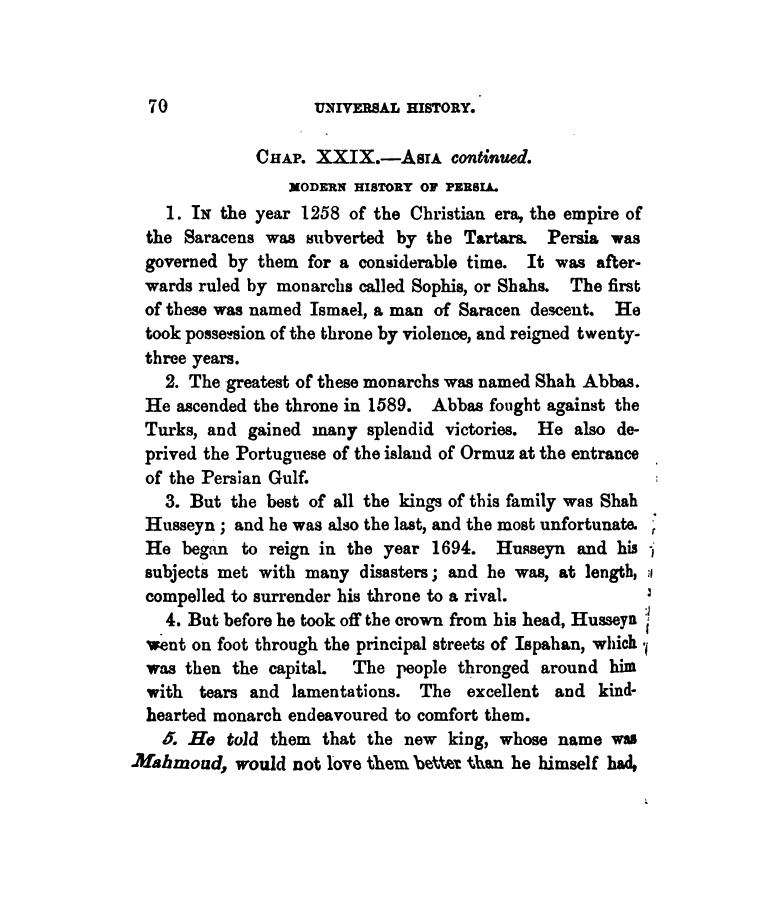 70 UNIVERSAL HISTORY.
CHAP. XXIX.—ASIA continued.
MODERN HISTORY OF PERSIA.
1. IN the year 1258 of the Christian era, the empire of
the Saracens was subverted by the Tartars. Persia was
governed by them for a considerable time. It was after-
wards ruled by monarchs called Sophis, or Shahs. The first
of these was named Ismael, a man of Saracen descent. He
took possession of the throne by violence, and reigned twenty-
three years.
2. The greatest of these monarchs was named Shah Abbas.
He ascended the throne in 1589. Abbas fought against the
Turks, and gained many splendid victories. He also de-
prived the Portuguese of the island of Ormuz at the entrance
of the Persian Gulf.
3. But the best of all the kings of this family was Shah
Husseyn; and he was also the last, and the most unfortunate.
He began to reign in the year 1694. Husseyn and his
subjects met with many disasters; and he was, at length,
compelled to surrender his throne to a rival.
4. But before he took off the crown from his head, Husseyn
went on foot through the principal streets of Ispahan, which
was then the capital. The people thronged around him
with tears and lamentations. The excellent and kind-
hearted monarch endeavoured to comfort them.
5. He told them that the new king, whose name was
Mahmoud, would not love them better than he himself had,